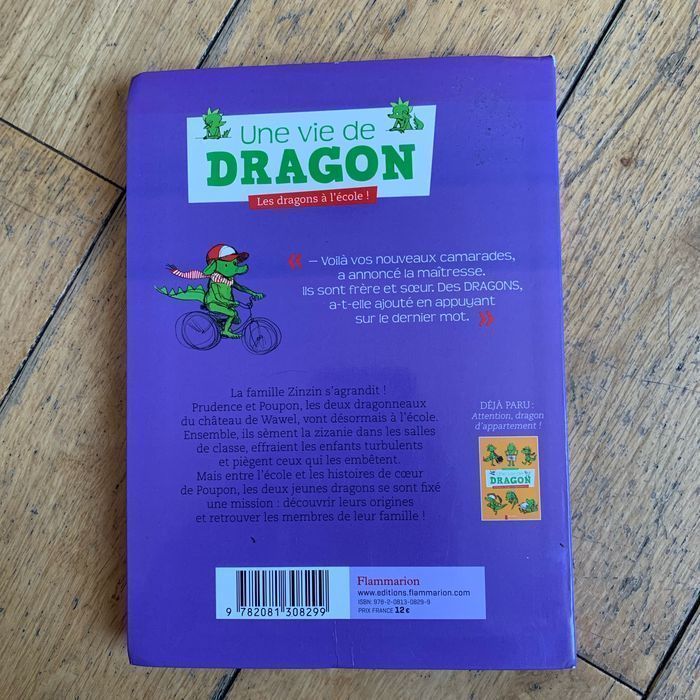 Une vie de
DRAGON
Les dragons à l'école !
« – Voilà vos nouveaux camarades,
a annoncé la maîtresse.
Ils sont frère et sœur. Des DRAGONS,
a-t-elle ajouté en appuyant
sur le dernier mot. »
La famille Zinzin s'agrandit !
Prudence et Poupon, les deux dragonneaux
du château de Wawel, vont désormais à l'école.
Ensemble, ils sèment la zizanie dans les salles
de classe, effraient les enfants turbulents
et piègent ceux qui les embêtent.
Mais entre l'école et les histoires de cœur
de Poupon, les deux jeunes dragons se sont fixé
une mission : découvrir leurs origines
et retrouver les membres de leur famille !
DÉJÀ PARU :
Attention, dragon
d'appartement !
DRAGON
Flammarion
www.editions.flammarion.com
ISBN: 978-2-0813-0829-9
PRIX FRANCE 12 €
9 782081 308299